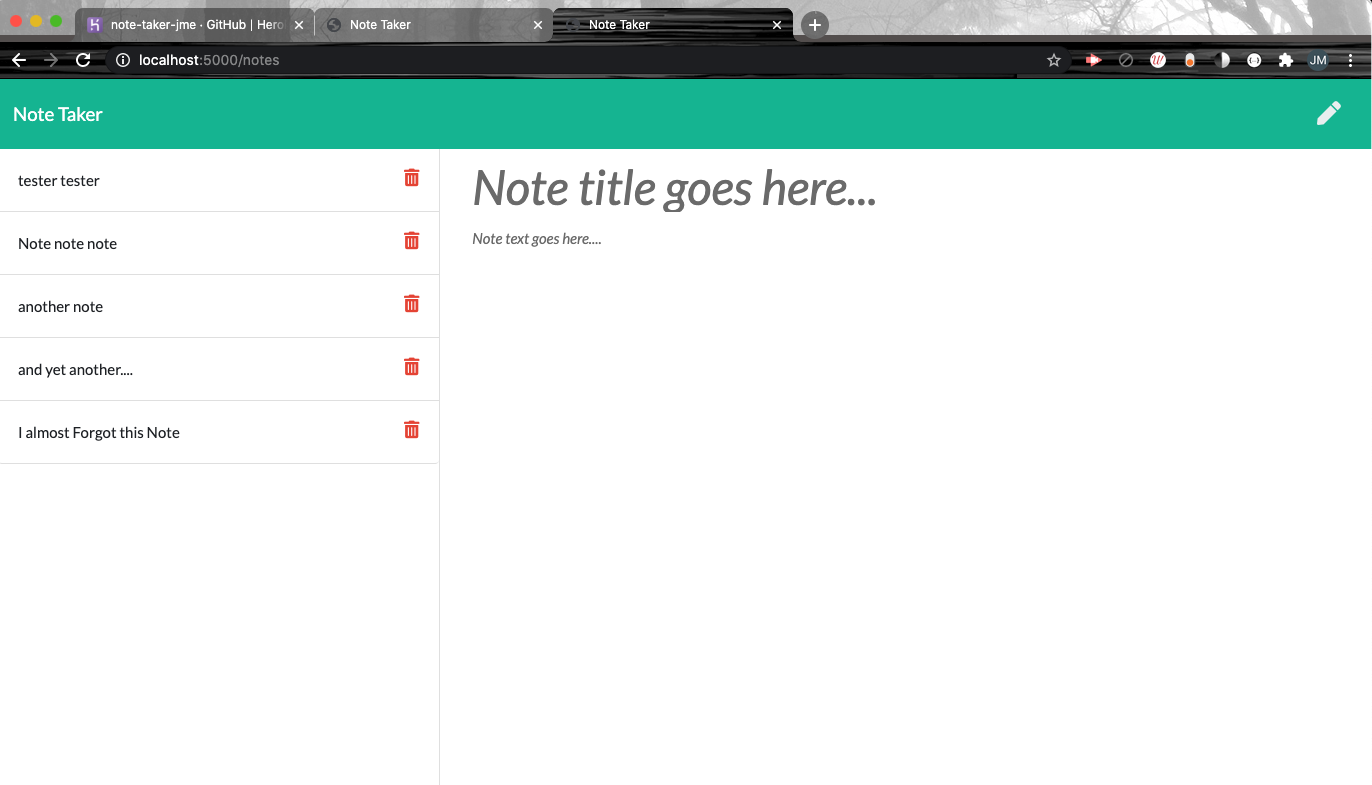 note-taker-jme · GitHub | Hero
Note Taker
Note Taker
localhost:5000/notes
JM
Note Taker
tester tester
Note note note
another note
and yet another....
I almost Forgot this Note
Note title goes here...
Note text goes here....